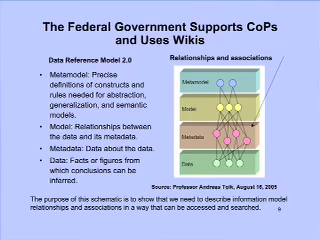 The Federal Government Supports CoPs
and Uses Wikis
Data Reference Model 2.0
Relationships and associations
• Metamodel: Precise
definitions of constructs and
rules needed for abstraction,
generalization, and semantic
models.
• Model: Relationships between
the data and its metadata.
• Metadata: Data about the data.
• Data: Facts or figures from
which conclusions can be
inferred.
Metamodel
Model
Metadata
Data
Source: Professor Andreas Tolk, August 16, 2005
The purpose of this schematic is to show that we need to describe information model
relationships and associations in a way that can be accessed and searched.
9